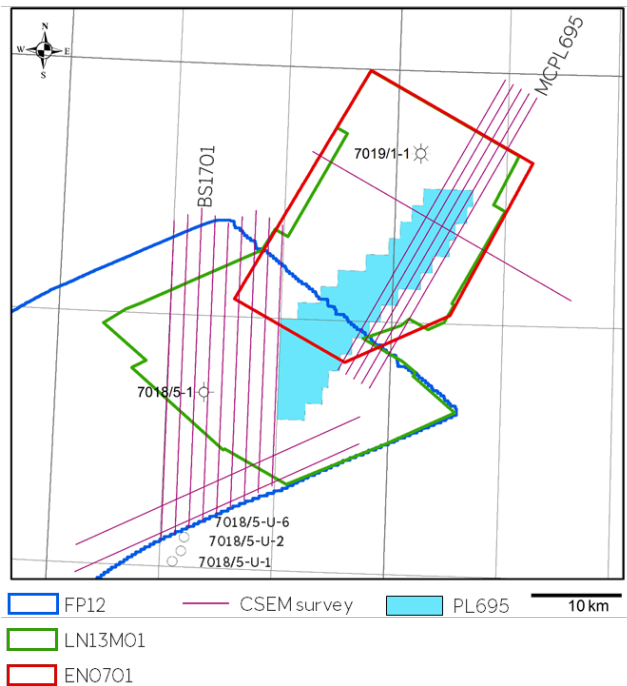 N
W E
S
MCPL695
7019/1-1
BS1701
7018/5-1
7018/5-U-6
7018/5-U-2
7018/5-U-1
FP12
CSEM survey
PL695
10 km
LN13M01
EN0701